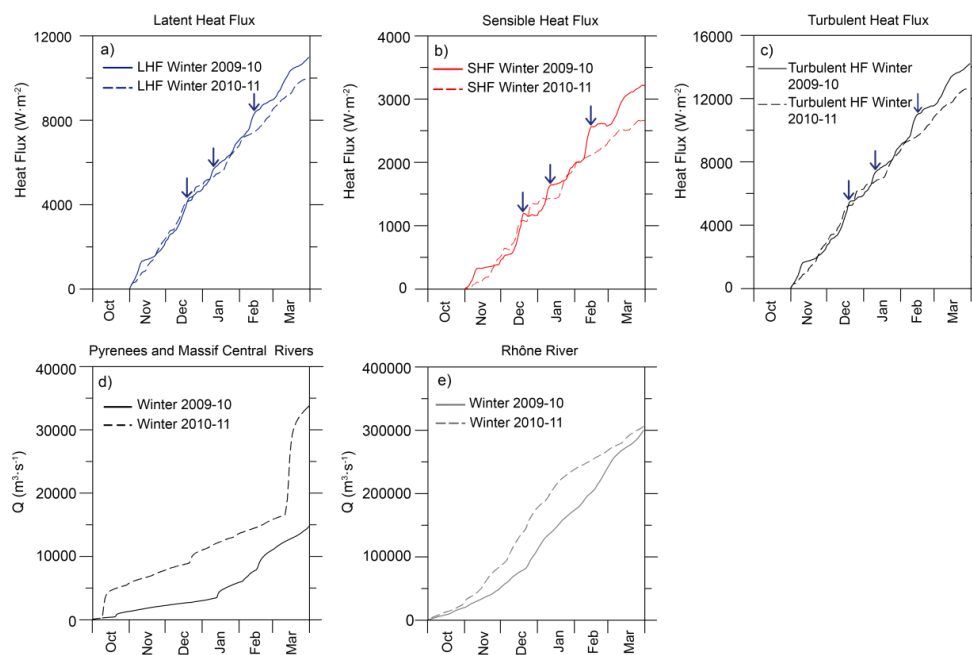 Latent Heat Flux
12000
8000
4000
0
Heat Flux (W·m-2)
a)
LHF Winter 2009-10
LHF Winter 2010-11
Oct
Nov
Dec
Jan
Feb
Mar
Sensible Heat Flux
4000
3000
2000
1000
0
Heat Flux (W·m-2)
b)
SHF Winter 2009-10
SHF Winter 2010-11
Oct
Nov
Dec
Jan
Feb
Mar
Turbulent Heat Flux
16000
12000
8000
4000
0
Heat Flux (W·m-2)
c)
Turbulent HF Winter
2009-10
Turbulent HF Winter
2010-11
Oct
Nov
Dec
Jan
Feb
Mar
Pyrenees and Massif Central Rivers
40000
30000
20000
10000
0
Q (m3·s-1)
d)
Winter 2009-10
Winter 2010-11
Oct
Nov
Dec
Jan
Feb
Mar
Rhône River
400000
300000
200000
100000
0
Q (m3·s-1)
e)
Winter 2009-10
Winter 2010-11
Oct
Nov
Dec
Jan
Feb
Mar